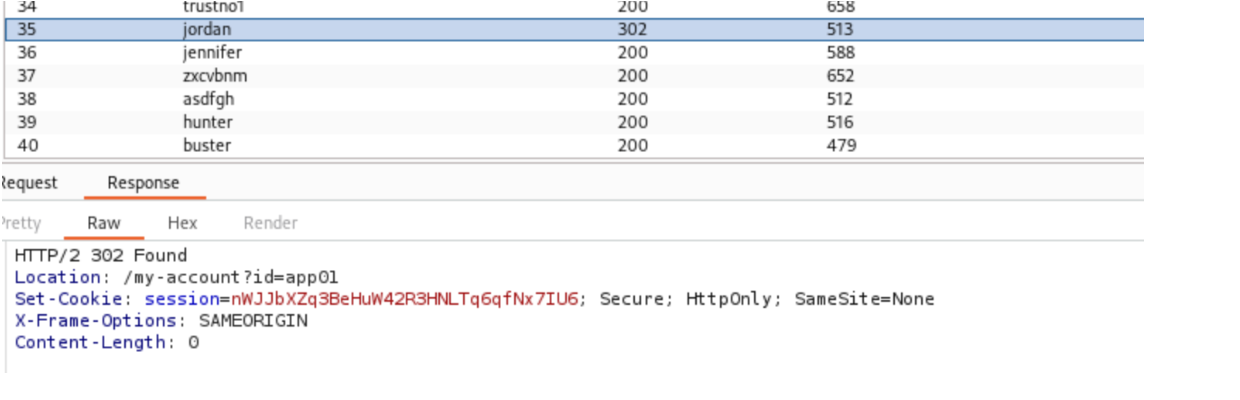 34 trustno1 200 658
35 jordan 302 513
36 jennifer 200 588
37 zxcvbnm 200 652
38 asdfgh 200 512
39 hunter 200 516
40 buster 200 479
Request Response
Pretty Raw Hex Render
HTTP/2 302 Found
Location: /my-account?id=app01
Set-Cookie: session=nWJJbXZq3BeHuW42R3HNLTq6qfNx7IU6; Secure; HttpOnly; SameSite=None
X-Frame-Options: SAMEORIGIN
Content-Length: 0